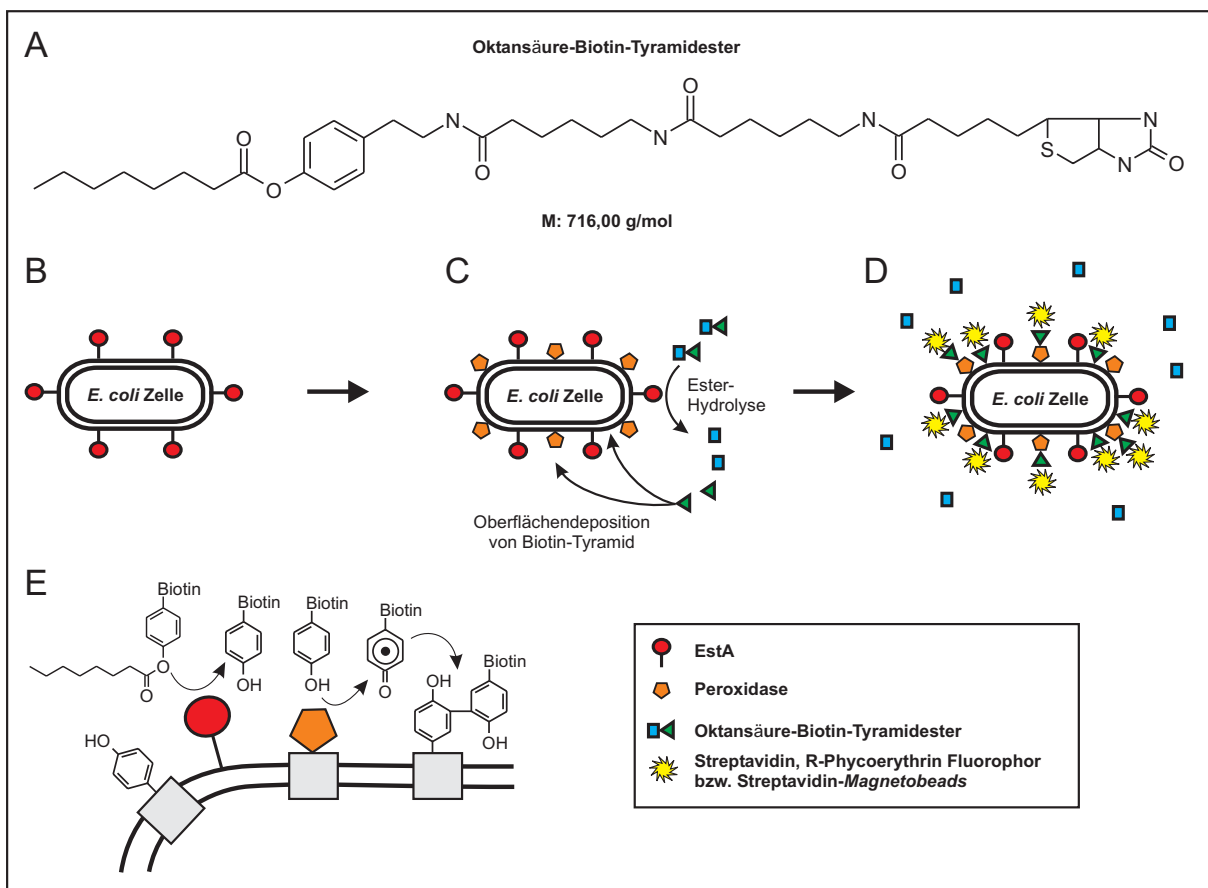 A
Oktansäure-Biotin-Tyramidester
O
O
N
N
N
N
O
O
O
O
S
N
O
M: 716,00 g/mol
B
C
D
E. coli Zelle
E. coli Zelle
E. coli Zelle
Ester-
Hydrolyse
Oberflächendeposition
von Biotin-Tyramid
E
Biotin
Biotin
Biotin
Biotin
Biotin
O
O
OH
OH
O
OH
OH
HO
EstA
Peroxidase
Oktansäure-Biotin-Tyramidester
Streptavidin, R-Phycoerythrin Fluorophor
bzw. Streptavidin-Magnetobeads